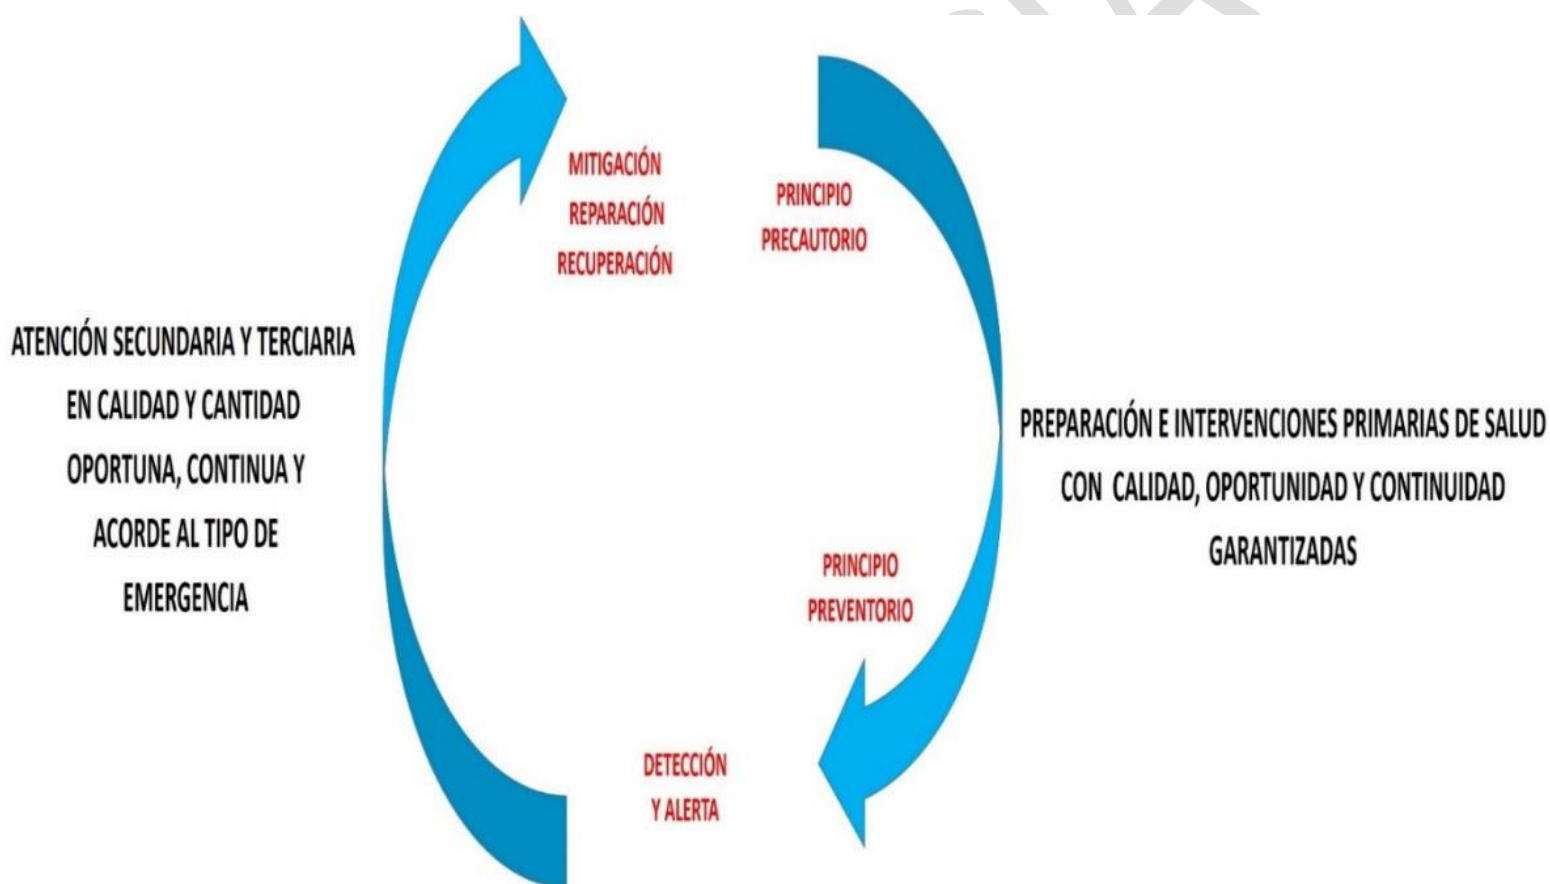 MITIGACIÓN
REPARACIÓN
RECUPERACIÓN
PRINCIPIO
PRECAUTORIO
ATENCIÓN SECUNDARIA Y TERCIARIA
EN CALIDAD Y CANTIDAD
OPORTUNA, CONTINUA Y
ACORDE AL TIPO DE
EMERGENCIA
PREPARACIÓN E INTERVENCIONES PRIMARIAS DE SALUD
CON CALIDAD, OPORTUNIDAD Y CONTINUIDAD
GARANTIZADAS
PRINCIPIO
PREVENTORIO
DETECCIÓN
Y ALERTA